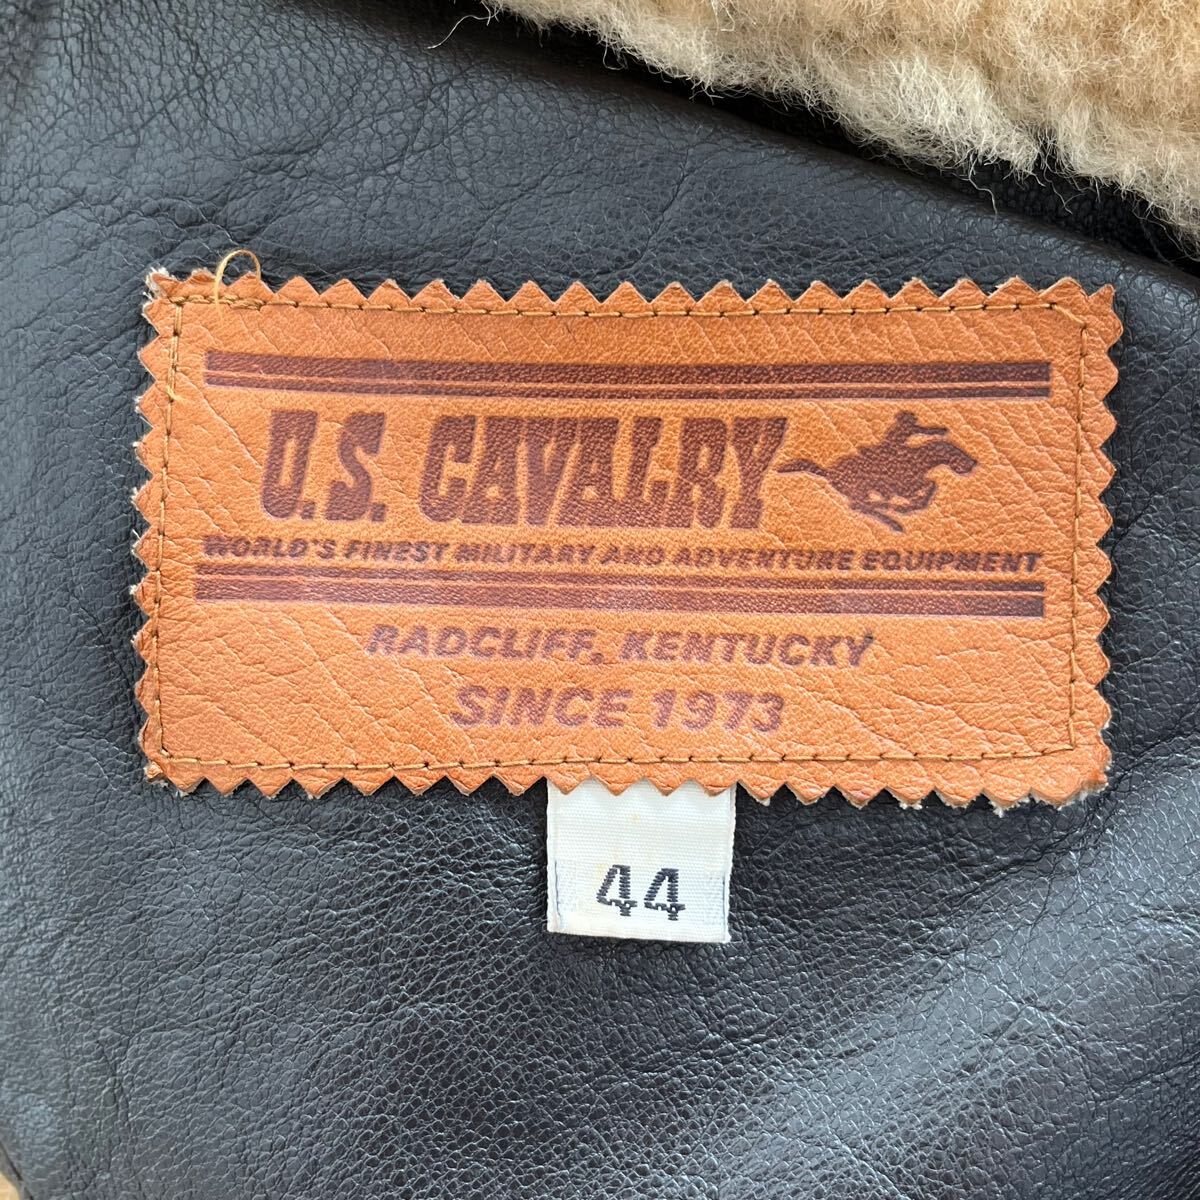 U.S. CAVALRY
WORLD'S FINEST MILITARY AND ADVENTURE EQUIPMENT
RADCLIFF, KENTUCKY
SINCE 1973
44